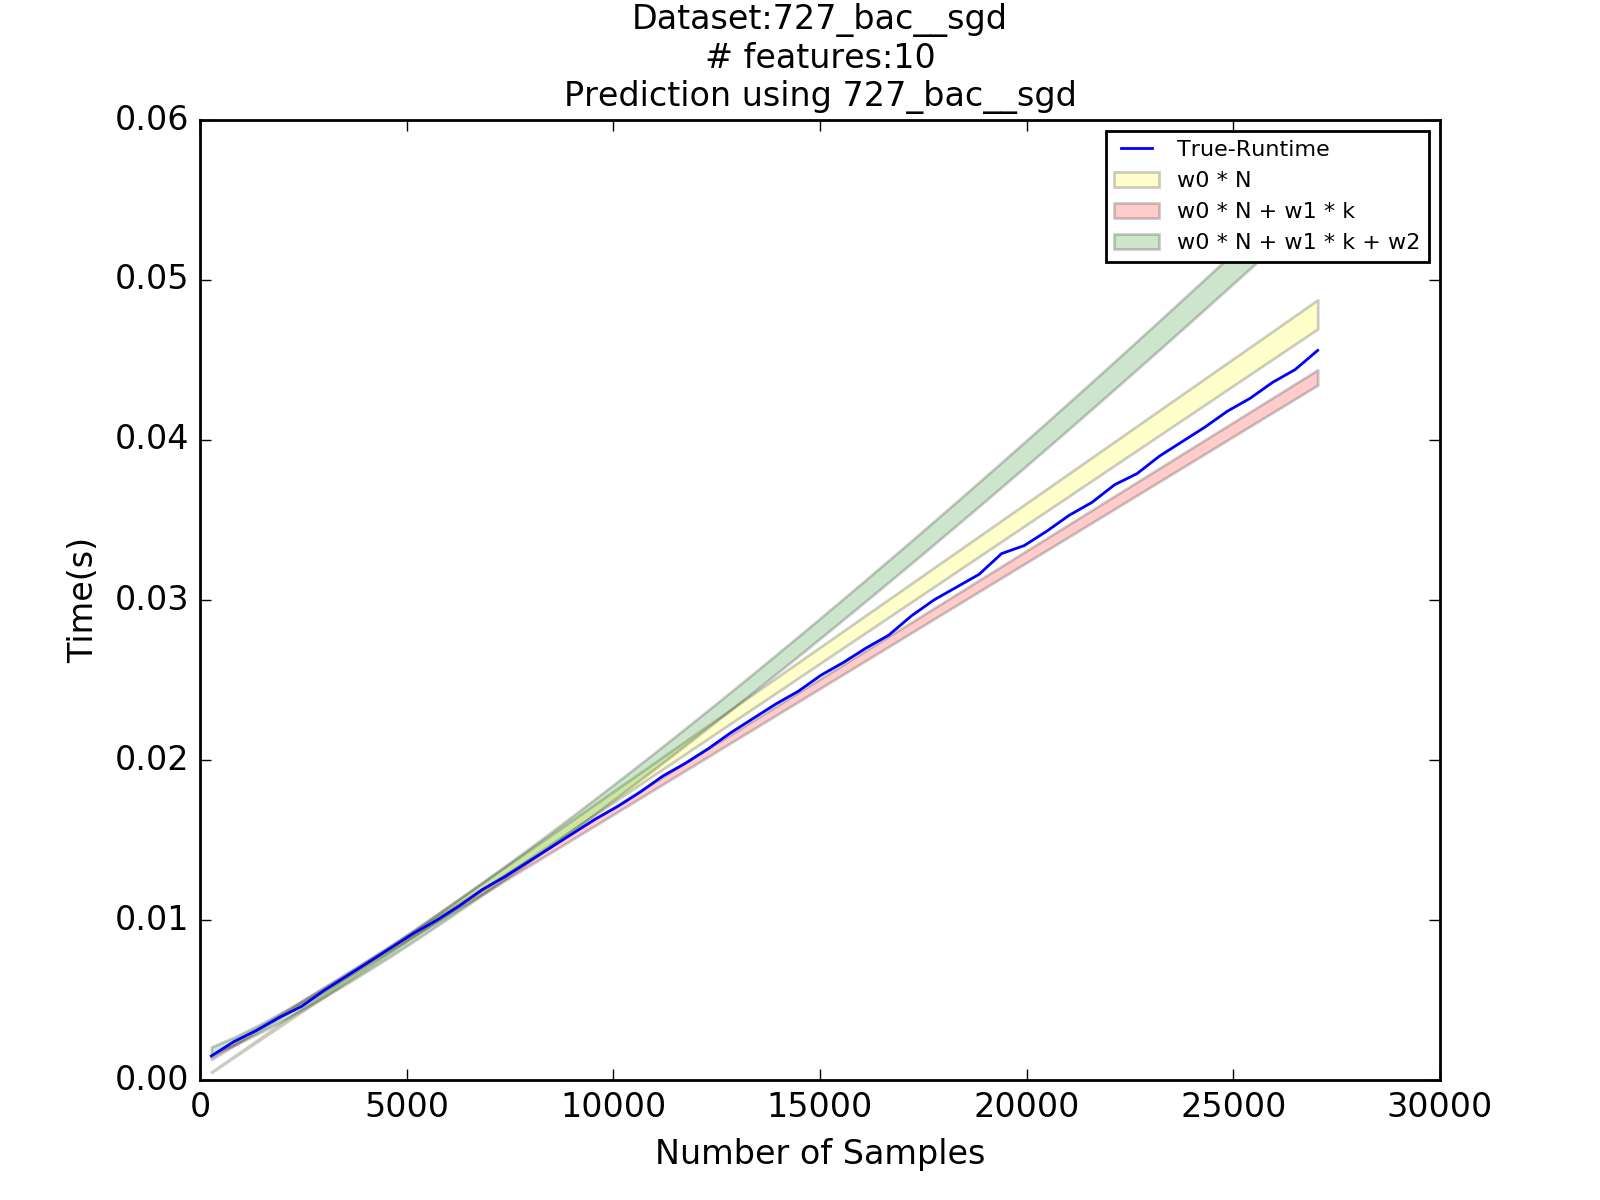 Dataset:727_bac__sgd
# features:10
Prediction using 727_bac__sgd
0.06
0.05
0.04
0.03
0.02
0.01
0.00
Time(s)
True-Runtime
w0 * N
w0 * N + w1 * k
w0 * N + w1 * k + w2
0 5000 10000 15000 20000 25000 30000
Number of Samples